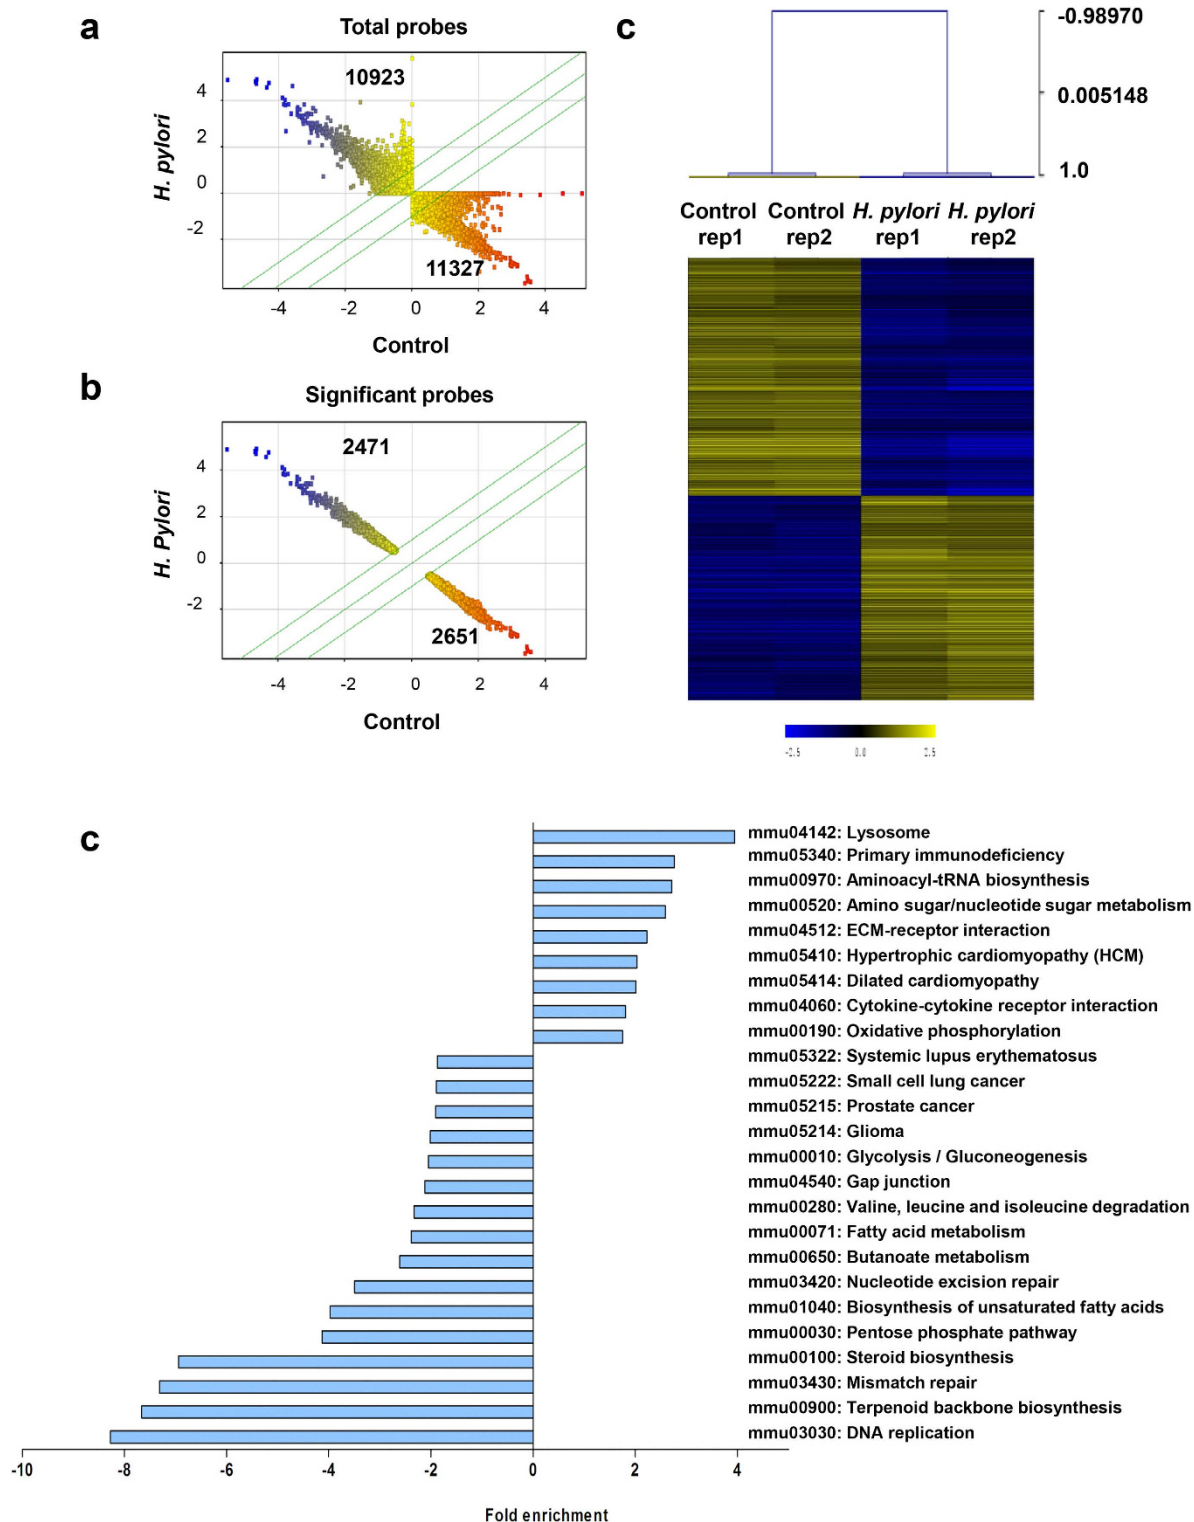 a
Total probes
10923
4
2
0
-2
H. pylori
11327
-4
-2
0
2
4
Control
b
Significant probes
2471
4
2
0
-2
H. Pylori
2651
-4
-2
0
2
4
Control
c
-0.98970
0.005148
1.0
Control Control H. pylori H. pylori
rep1 rep2 rep1 rep2
-2.5 0.0 2.5
c
mmu04142: Lysosome
mmu05340: Primary immunodeficiency
mmu00970: Aminoacyl-tRNA biosynthesis
mmu00520: Amino sugar/nucleotide sugar metabolism
mmu04512: ECM-receptor interaction
mmu05410: Hypertrophic cardiomyopathy (HCM)
mmu05414: Dilated cardiomyopathy
mmu04060: Cytokine-cytokine receptor interaction
mmu00190: Oxidative phosphorylation
mmu05322: Systemic lupus erythematosus
mmu05222: Small cell lung cancer
mmu05215: Prostate cancer
mmu05214: Glioma
mmu00010: Glycolysis / Gluconeogenesis
mmu04540: Gap junction
mmu00280: Valine, leucine and isoleucine degradation
mmu00071: Fatty acid metabolism
mmu00650: Butanoate metabolism
mmu03420: Nucleotide excision repair
mmu01040: Biosynthesis of unsaturated fatty acids
mmu00030: Pentose phosphate pathway
mmu00100: Steroid biosynthesis
mmu03430: Mismatch repair
mmu00900: Terpenoid backbone biosynthesis
mmu03030: DNA replication
-10 -8 -6 -4 -2 0 2 4
Fold enrichment